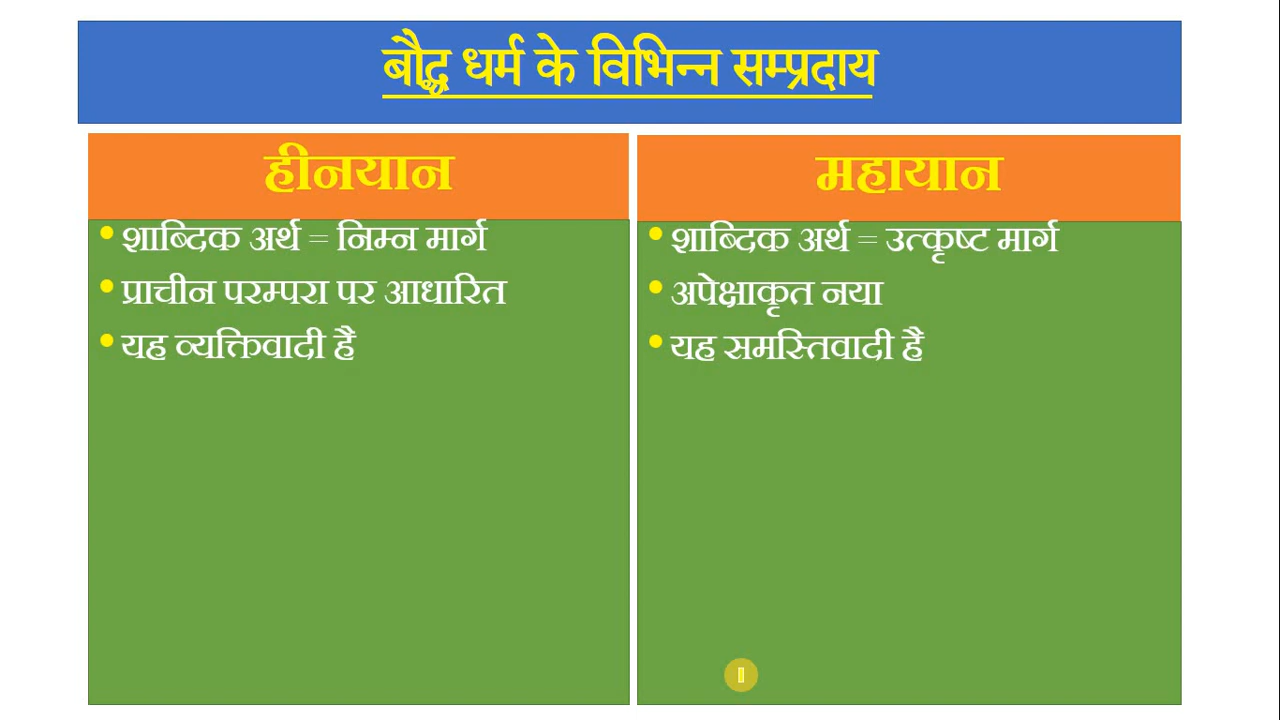 बौद्ध धर्म के विभिन्न सम्प्रदाय
हीनयान
• शाब्दिक अर्थ = निम्न मार्ग
• प्राचीन परम्परा पर आधारित
• यह व्यक्तिवादी हैं
महायान
• शाब्दिक अर्थ = उत्कृष्ट मार्ग
• अपेक्षाकृत नया
• यह समस्तिवादी हैं